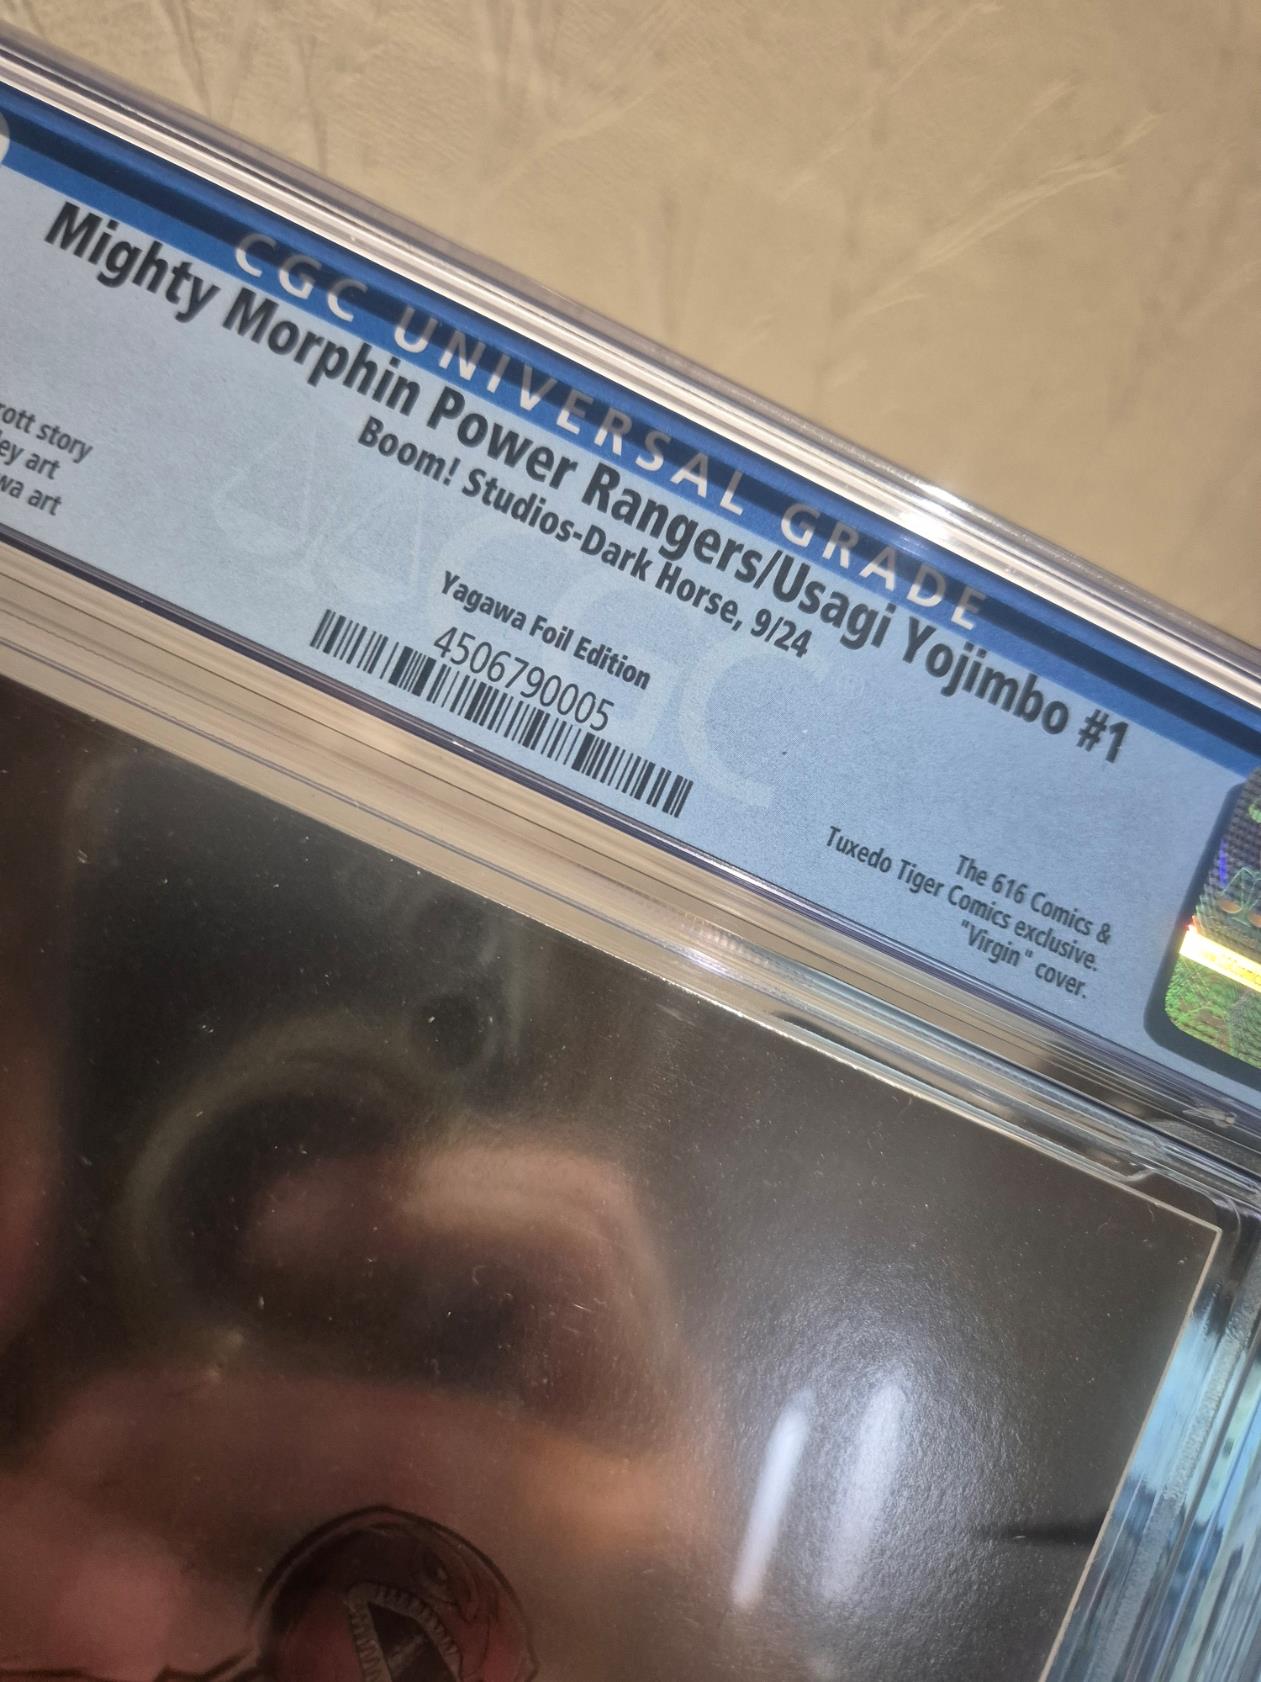 CGC UNIVERSAL GRADE
Mighty Morphin Power Rangers/Usagi Yojimbo #1
Boom! Studios-Dark Horse, 9/24
story
art
art
Yagawa Foil Edition
4506790005
The 616 Comics &
Tuxedo Tiger Comics exclusive.
"Virgin" cover.
CGC